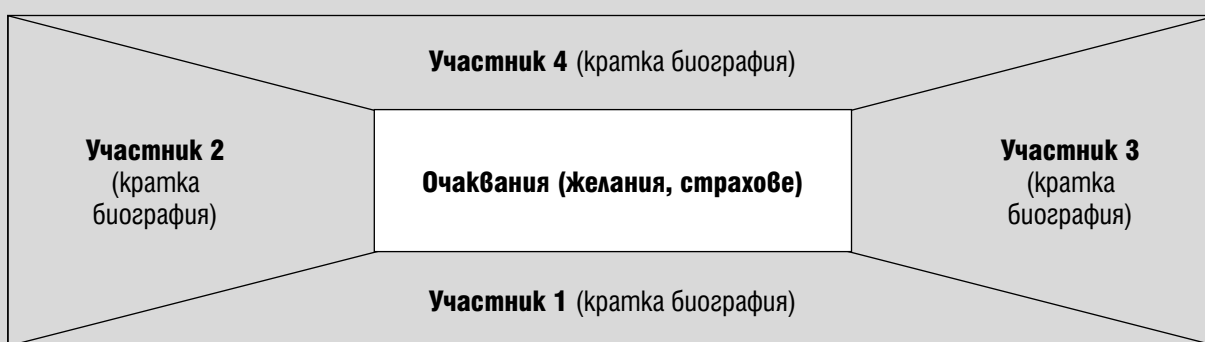 Участник 4 (кратка биография)
Участник 2
(кратка
биография)
Очаквания (желания, страхове)
Участник 3
(кратка
биография)
Участник 1 (кратка биография)